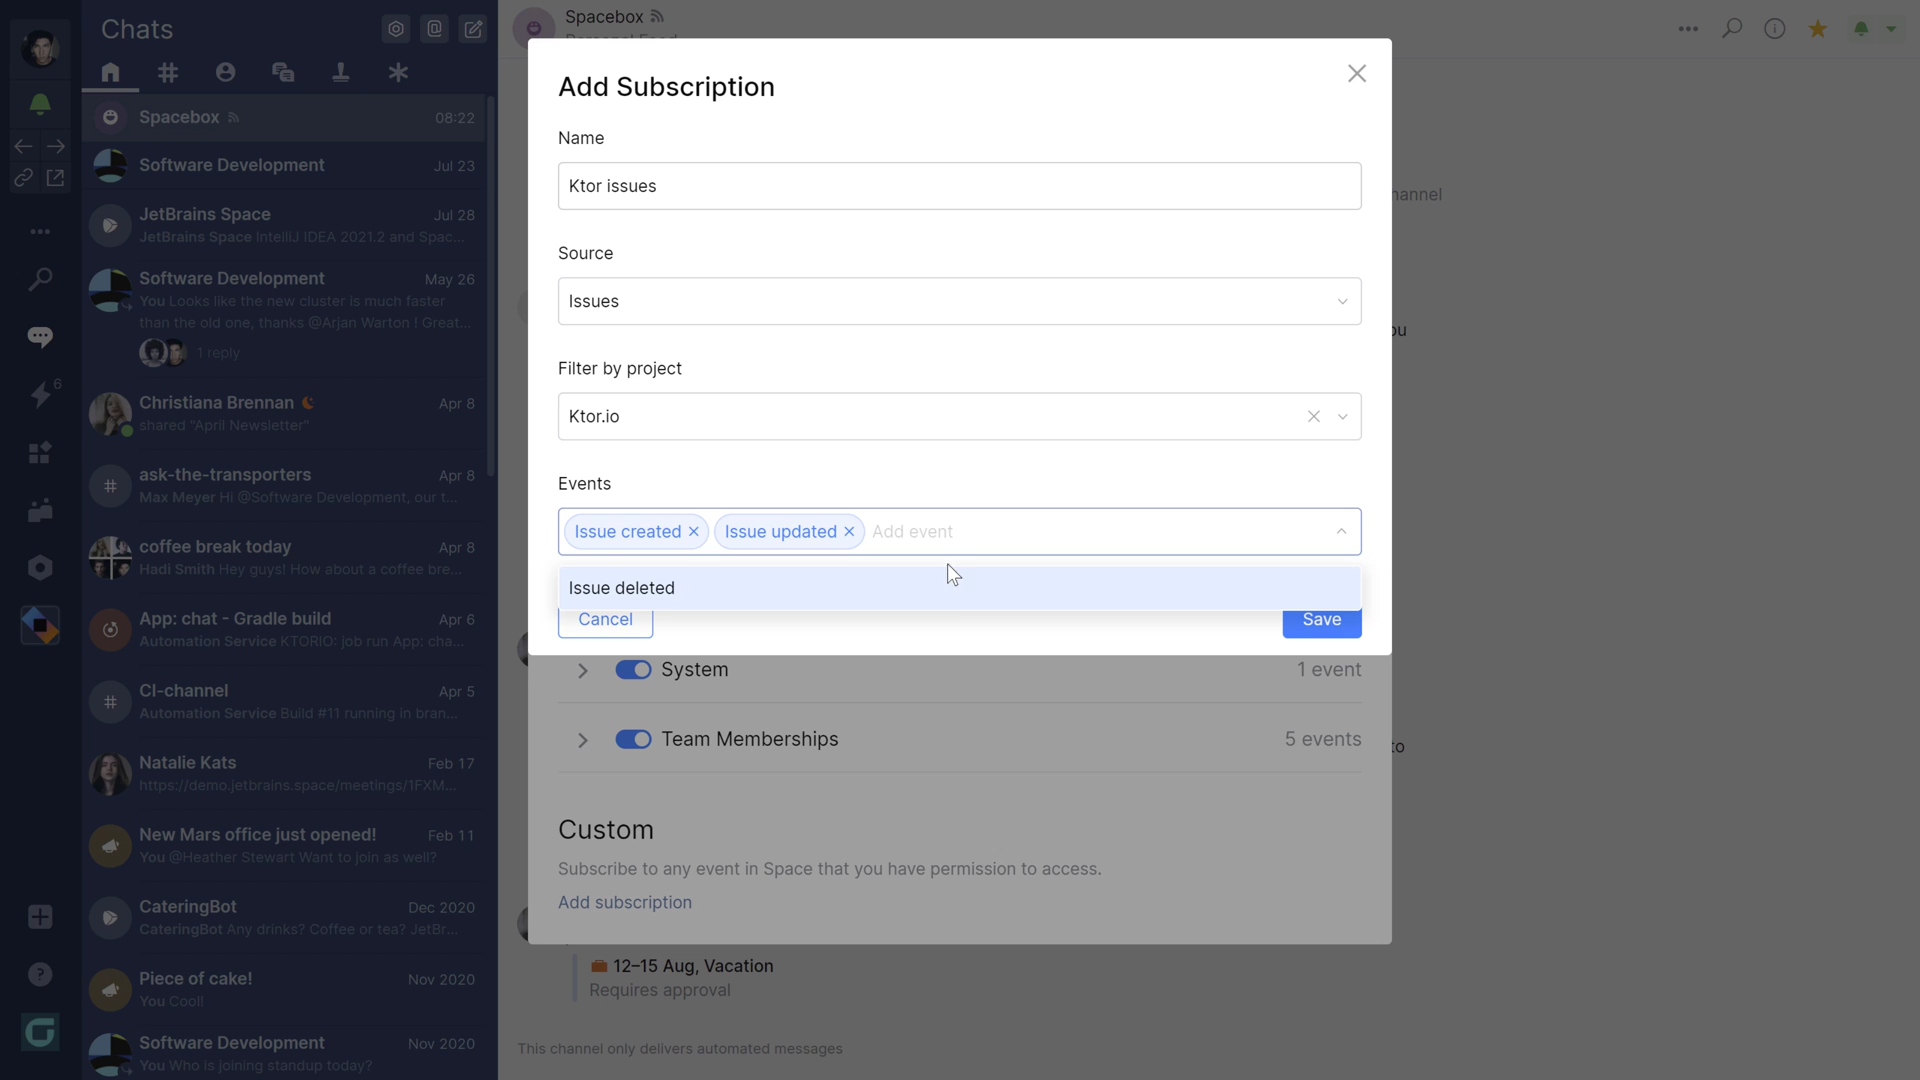 Chats
Spacebox 08:22
Software Development Jul 23
JetBrains Space Jul 28
JetBrains Space IntelliJ IDEA 2021.2 and Spac...
Software Development May 26
You Looks like the new cluster is much faster
than the old one, thanks @Arjan Warton ! Great...
1 reply
6
Christiana Brennan Apr 8
shared "April Newsletter"
ask-the-transporters Apr 8
Max Meyer Hi @Software Development, our t...
coffee break today Apr 8
Hadi Smith Hey guys! How about a coffee bre...
App: chat - Gradle build Apr 6
Automation Service KTORIO: job run App: cha...
CI-channel Apr 5
Automation Service Build #11 running in bran...
Natalie Kats Feb 17
https://demo.jetbrains.space/meetings/1FXM...
New Mars office just opened! Feb 11
You @Heather Stewart Want to join as well?
CateringBot Dec 2020
CateringBot Any drinks? Coffee or tea? JetBr...
Piece of cake! Nov 2020
You Cool!
Software Development Nov 2020
You Who is joining standup today?
Spacebox
Add Subscription
Name
Ktor issues
Source
Issues
Filter by project
Ktor.io
Events
Issue created Issue updated Add event
Issue deleted
Cancel Save
System 1 event
Team Memberships 5 events
Custom
Subscribe to any event in Space that you have permission to access.
Add subscription
12–15 Aug, Vacation
Requires approval
This channel only delivers automated messages